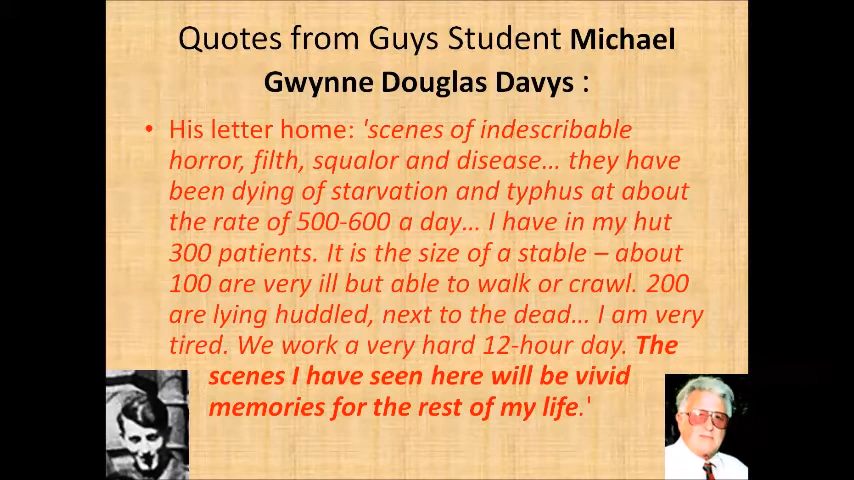 Quotes from Guys Student Michael
Gwynne Douglas Davys :
• His letter home: 'scenes of indescribable
horror, filth, squalor and disease... they have
been dying of starvation and typhus at about
the rate of 500-600 a day... I have in my hut
300 patients. It is the size of a stable – about
100 are very ill but able to walk or crawl. 200
are lying huddled, next to the dead... I am very
tired. We work a very hard 12-hour day. The
scenes I have seen here will be vivid
memories for the rest of my life.'